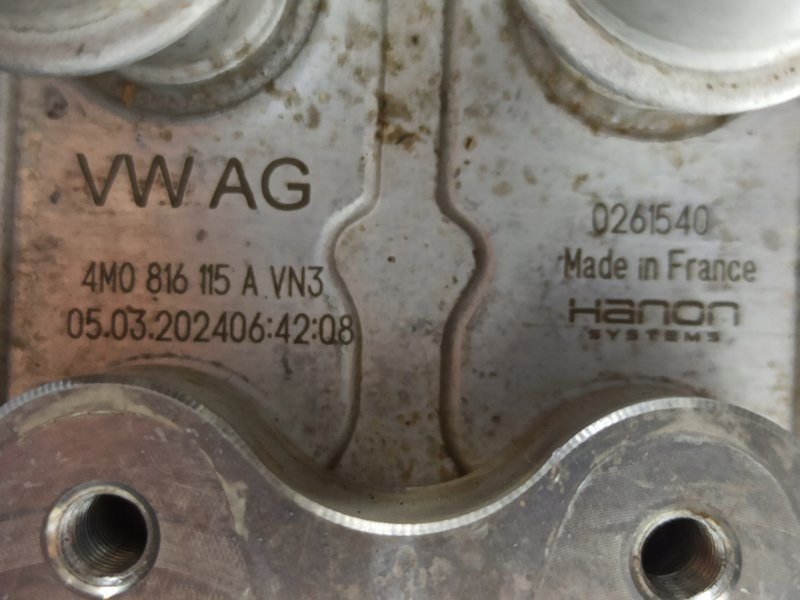 VW AG
4M0 816 115 A VN3
05.03.202406:42:08
0261540
Made in France
Hanon
SYSTEMS